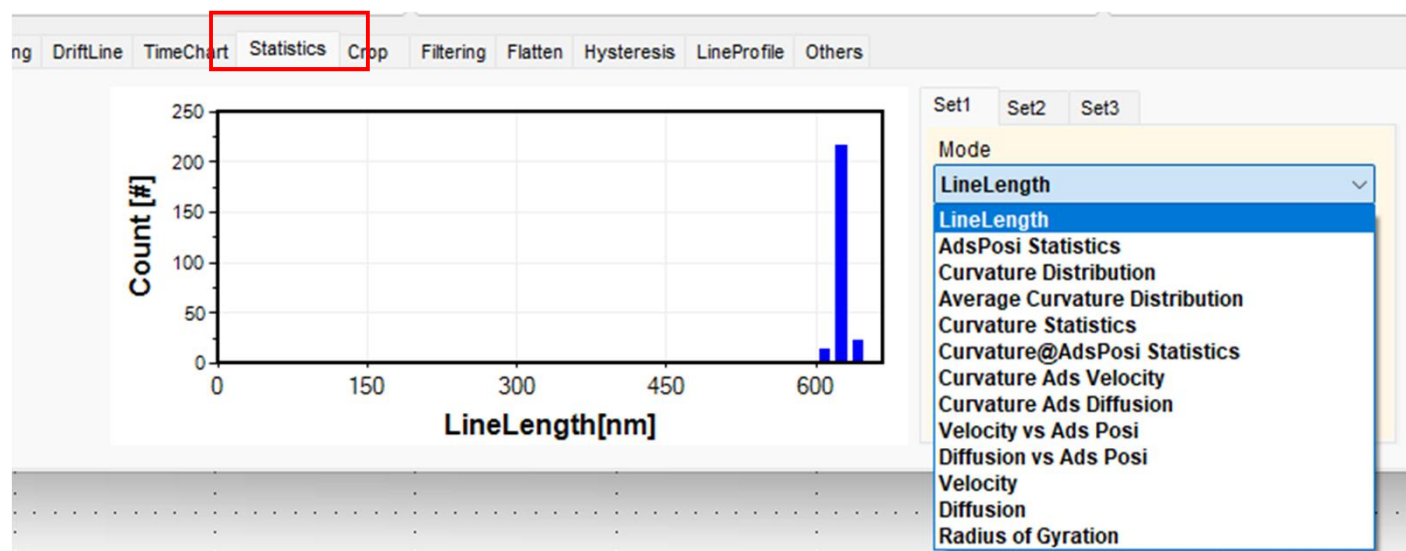 ng DriftLine TimeChart Statistics Crop Filtering Flatten Hysteresis LineProfile Others
250
200
150
100
50
0
Count [#]
0 150 300 450 600
LineLength[nm]
Set1 Set2 Set3
Mode
LineLength
LineLength
AdsPosi Statistics
Curvature Distribution
Average Curvature Distribution
Curvature Statistics
Curvature@AdsPosi Statistics
Curvature Ads Velocity
Curvature Ads Diffusion
Velocity vs Ads Posi
Diffusion vs Ads Posi
Velocity
Diffusion
Radius of Gyration